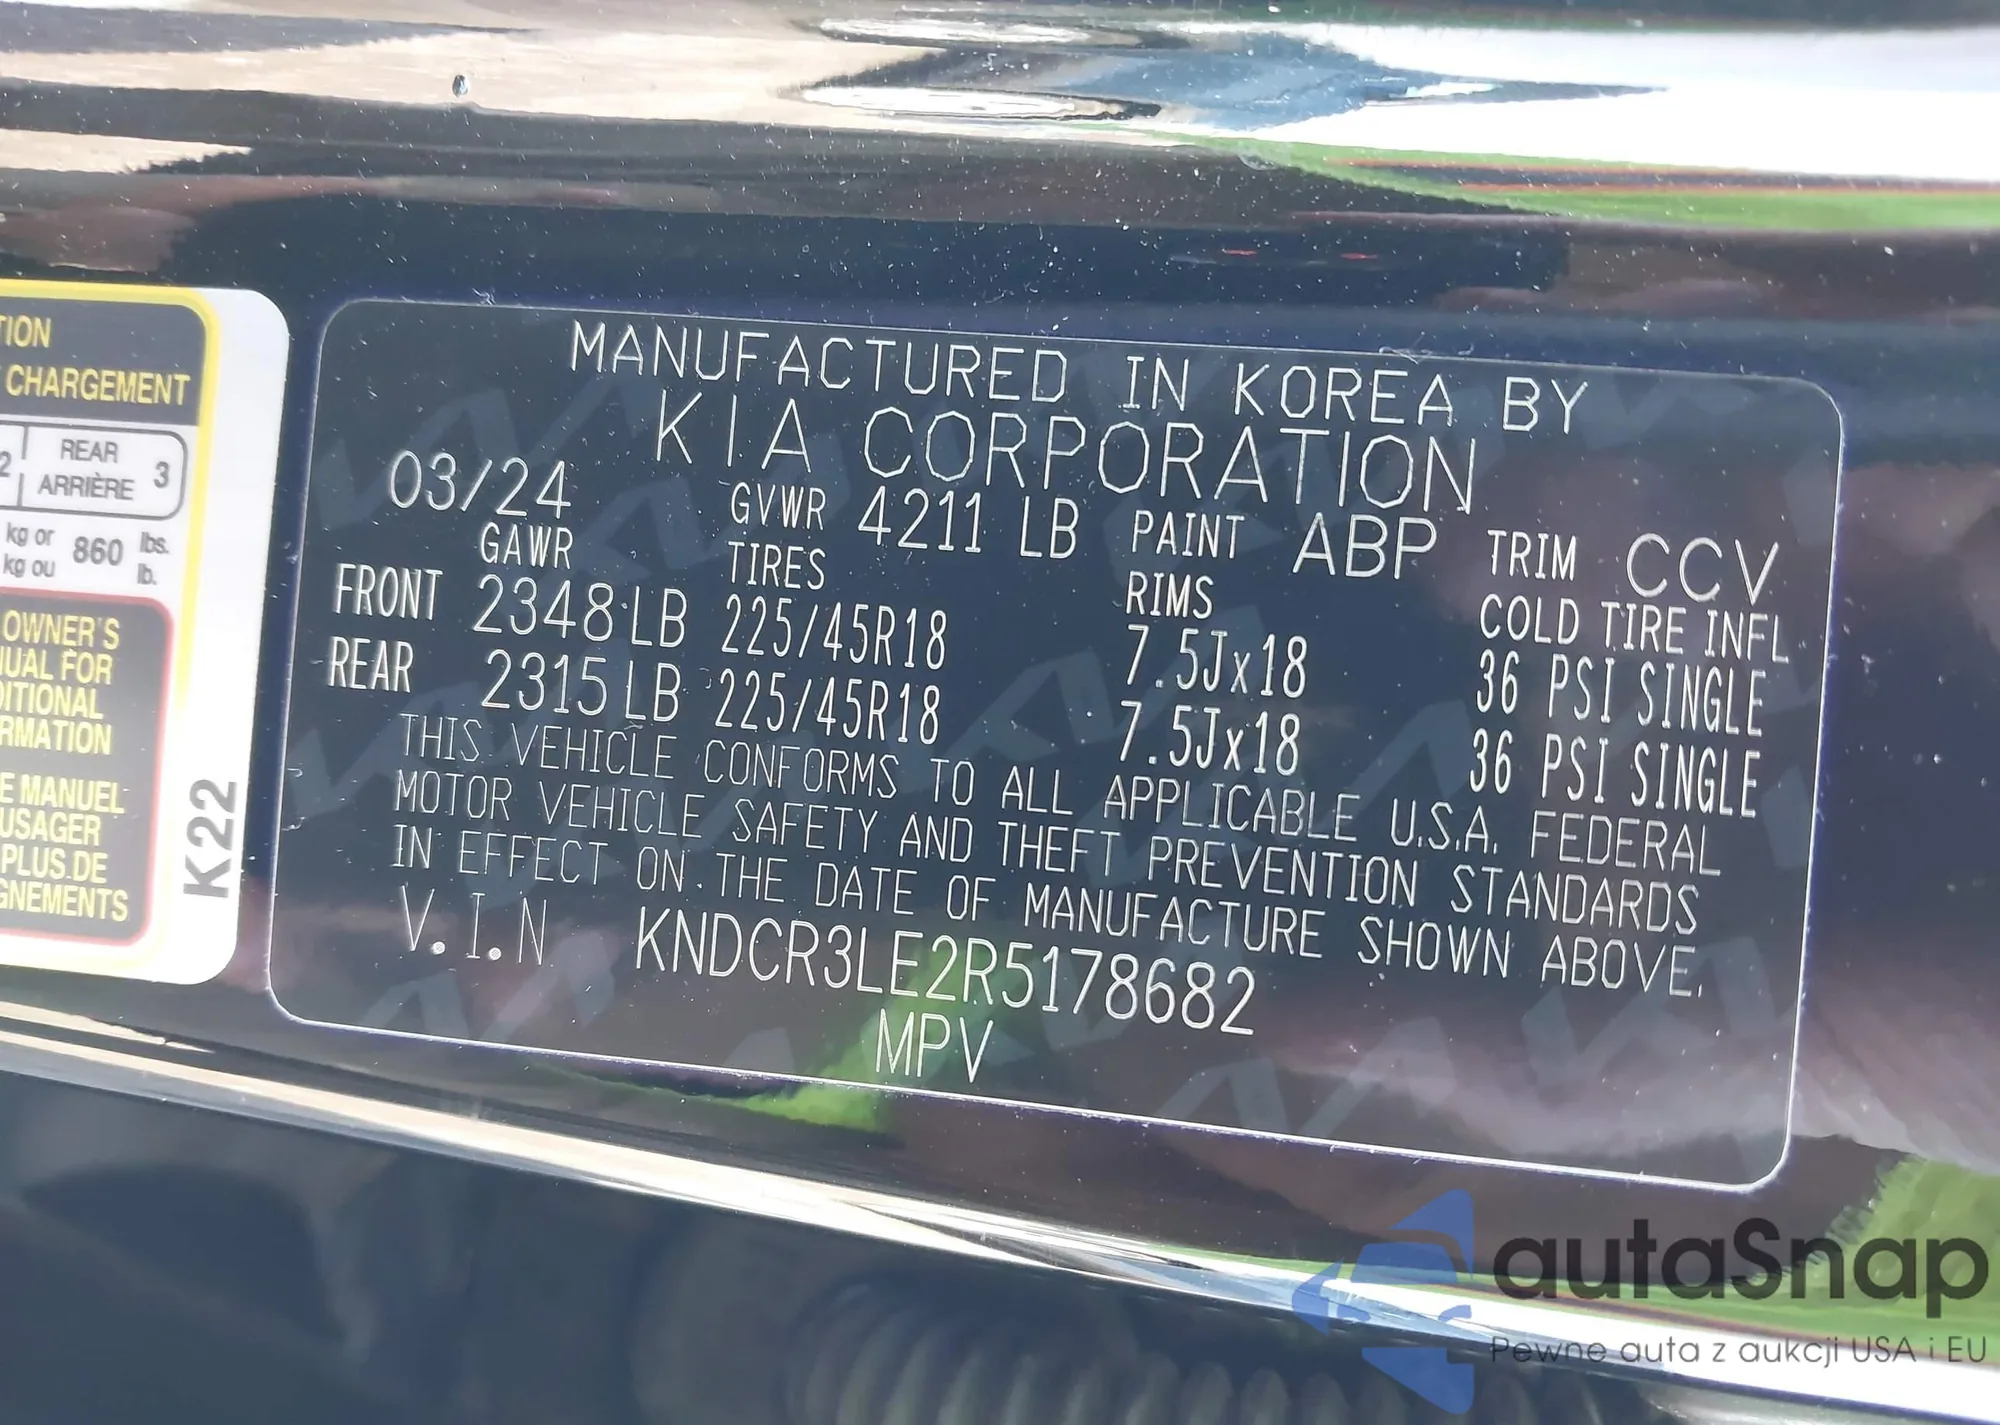 TION
CHARGEMENT
2 REAR ARRIÈRE 3
kg or
kg ou 860 lbs.
lb.
OWNER'S
UAL FOR
DITIONAL
RMATION
E MANUEL
USAGER
PLUS DE
GNEMENTS
K22
MANUFACTURED IN KOREA BY
KIA CORPORATION
03/24 GVWR 4211 LB PAINT ABP TRIM CCV
GAWR TIRES RIMS COLD TIRE INFL
FRONT 2348 LB 225/45R18 7.5Jx18 36 PSI SINGLE
REAR 2315 LB 225/45R18 7.5Jx18 36 PSI SINGLE
THIS VEHICLE CONFORMS TO ALL APPLICABLE U.S.A. FEDERAL
MOTOR VEHICLE SAFETY AND THEFT PREVENTION STANDARDS
IN EFFECT ON THE DATE OF MANUFACTURE SHOWN ABOVE.
V.I.N KNDCR3LE2R5178682
MPV
autaSnap
Pewne auta z aukcji USA i EU